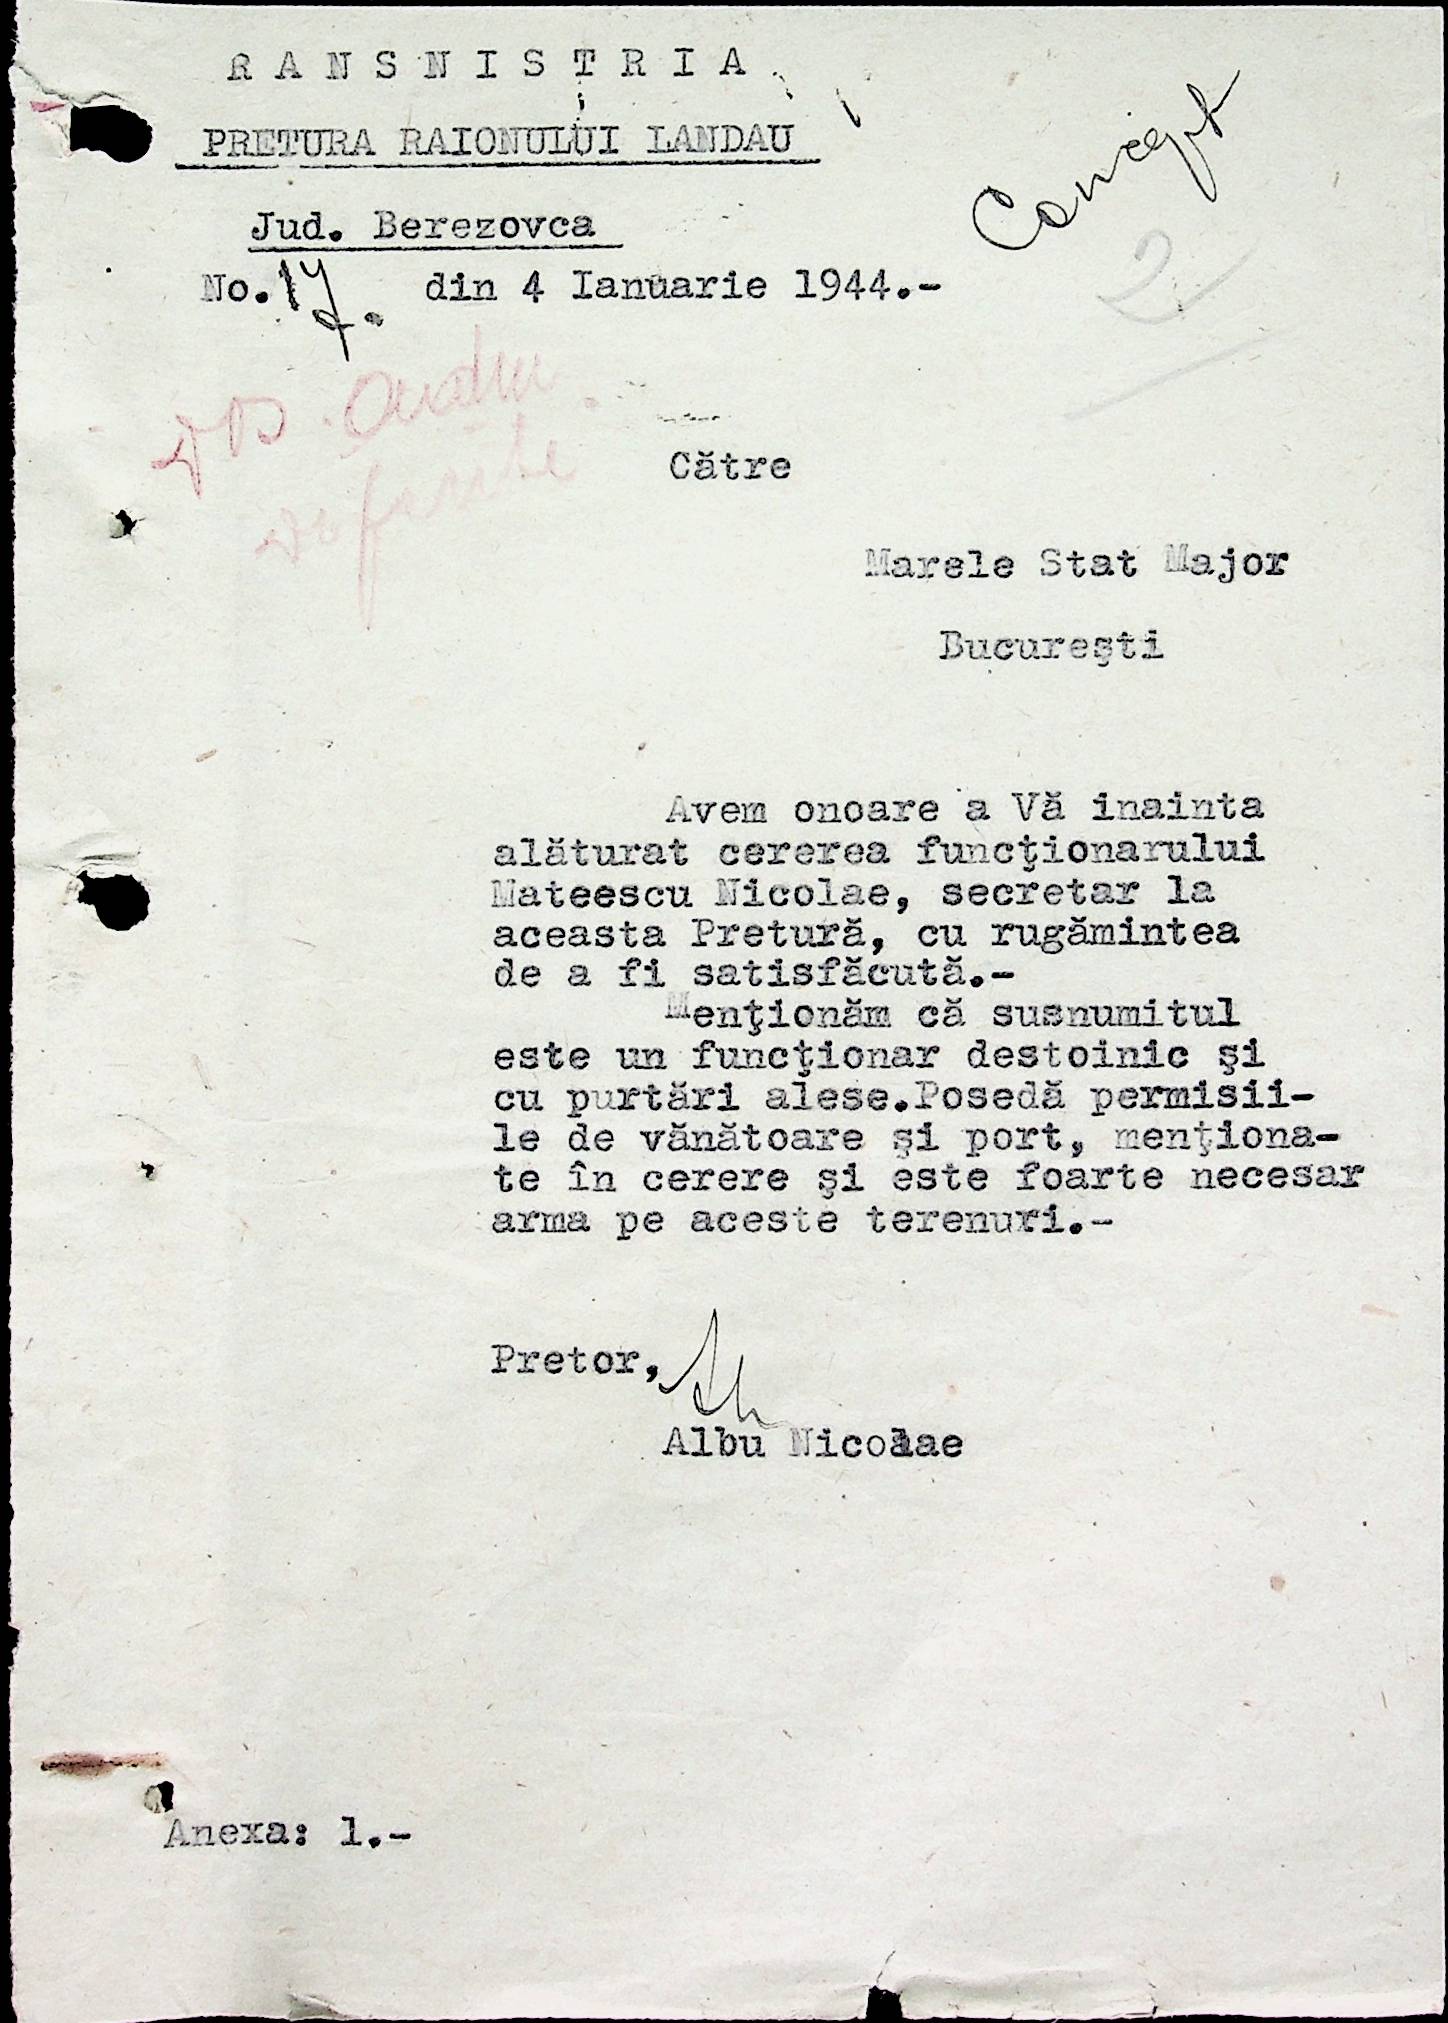 RANSNISTRIA
PRETURA RAIONULUI LANDAU
Jud. Berezovca
No. 17. din 4 Ianuarie 1944.-
Concept
2
Către
Marele Stat Major
Bucureşti
Avem onoare a Vă inainta
alăturat cererea funcţionarului
Mateescu Nicolae, secretar la
aceasta Pretură, cu rugămintea
de a fi satisfăcută.-
Menţionăm că susnumitul
este un funcţionar destoinic şi
cu purtări alese.Posedă permisii-
le de vănătoare şi port, menţiona-
te în cerere şi este foarte necesar
arma pe aceste terenuri.-
Pretor,
Albu Nicolae
Anexa: 1.-